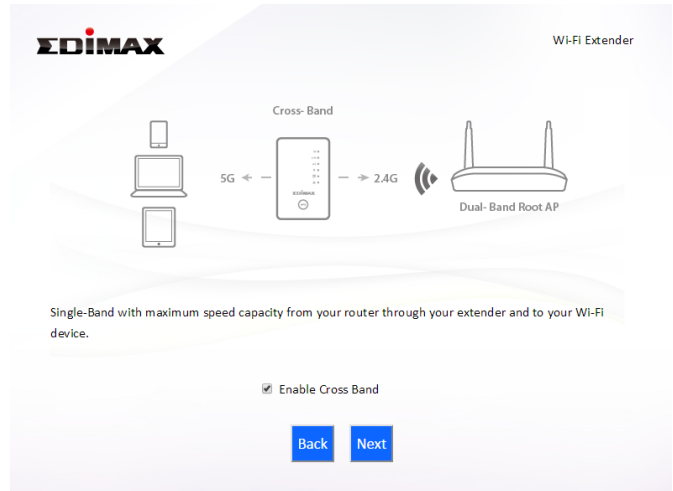 EDIMAX
Wi-Fi Extender
Cross- Band
5G
2.4G
EDIMAX
Dual- Band Root AP
Single-Band with maximum speed capacity from your router through your extender and to your Wi-Fi
device.
Enable Cross Band
Back
Next